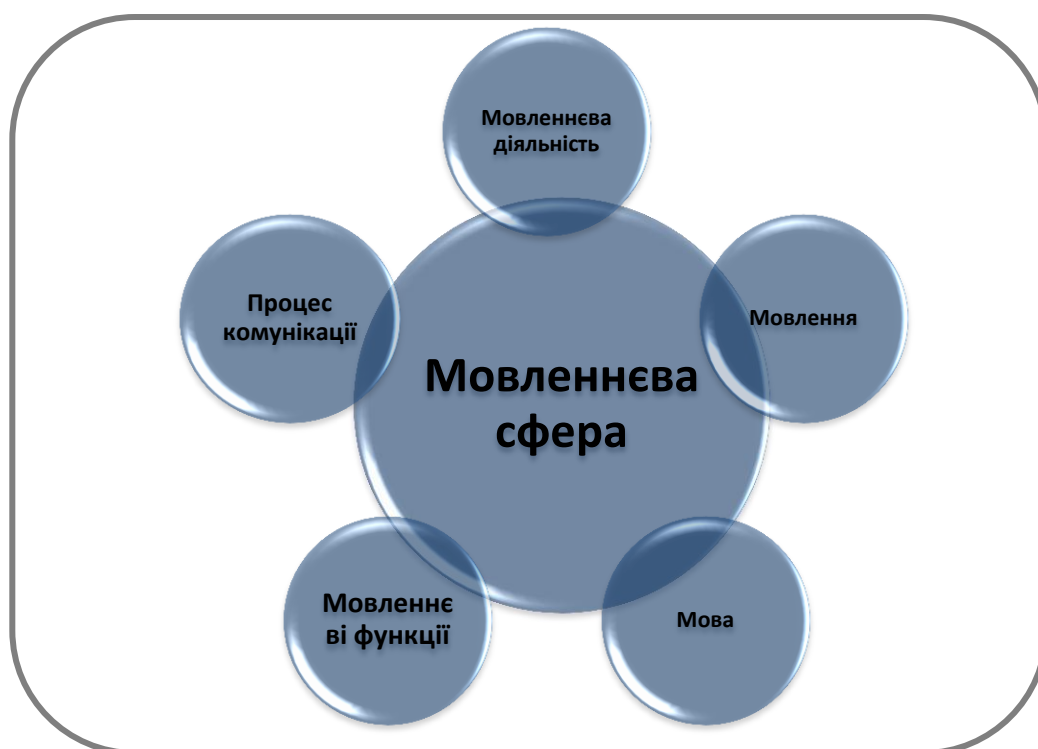 Мовленнєва
діяльність
Процес
комунікації
Мовлення
Мовленнєва
сфера
Мовленнє
ві функції
Мова